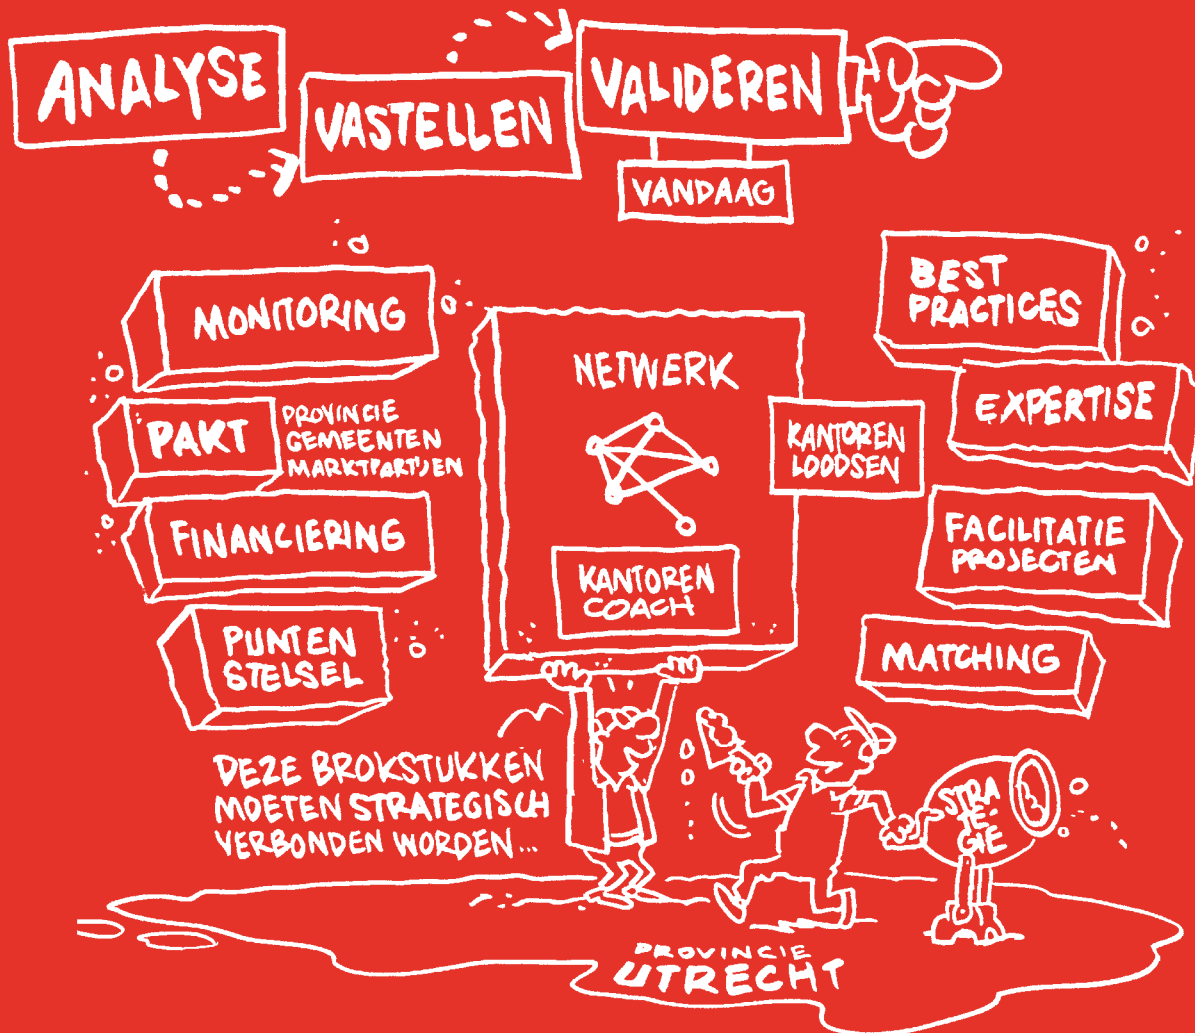 ANALYSE
VASTELLEN
VALIDEREN
VANDAAG
MONITORING
PAKT
PROVINCIE
GEMEENTEN
MARKTPARTIJEN
FINANCIERING
PUNTEN
STELSEL
NETWERK
KANTOREN
LOODSEN
KANTOREN
COACH
BEST
PRACTICES
EXPERTISE
FACILITATIE
PROJECTEN
MATCHING
DEZE BROKSTUKKEN
MOETEN STRATEGISCH
VERBONDEN WORDEN...
STRA
TE
GIE
PROVINCIE
UTRECHT